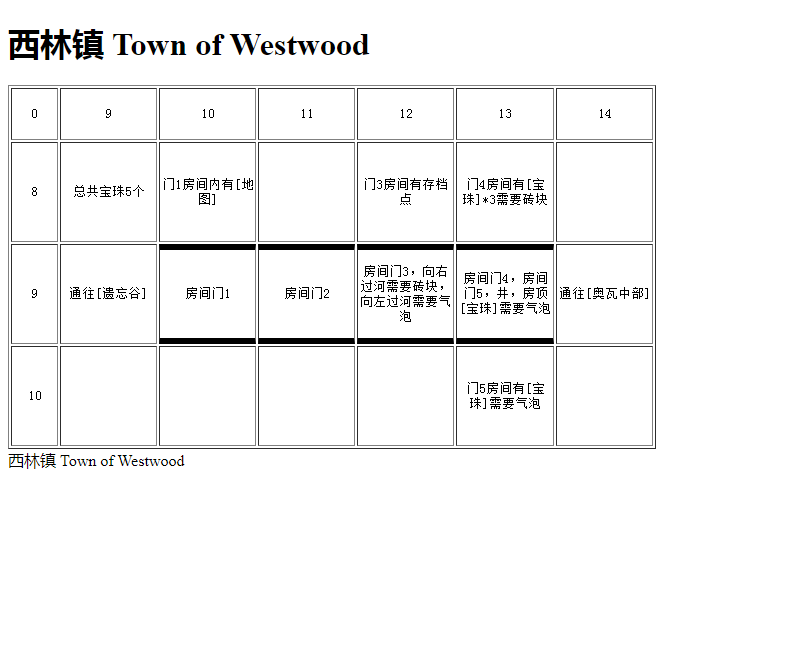 西林镇 Town of Westwood
0 9 10 11 12 13 14
8 总共宝珠5个 门1房间内有[地 门3房间有存档 门4房间有[宝
图] 点 珠]*3需要砖块
9 通往[遗忘谷] 房间门1 房间门2 房间门3，向右 房间门4，房间 通往[奥瓦中部]
过河需要砖块， 门5，井，房顶
向左过河需要气 [宝珠]需要气泡
泡
10 门5房间有[宝
珠]需要气泡
西林镇 Town of Westwood